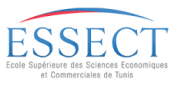 ESSECT
Ecole Supérieure des Sciences Economiques
et Commerciales de Tunis